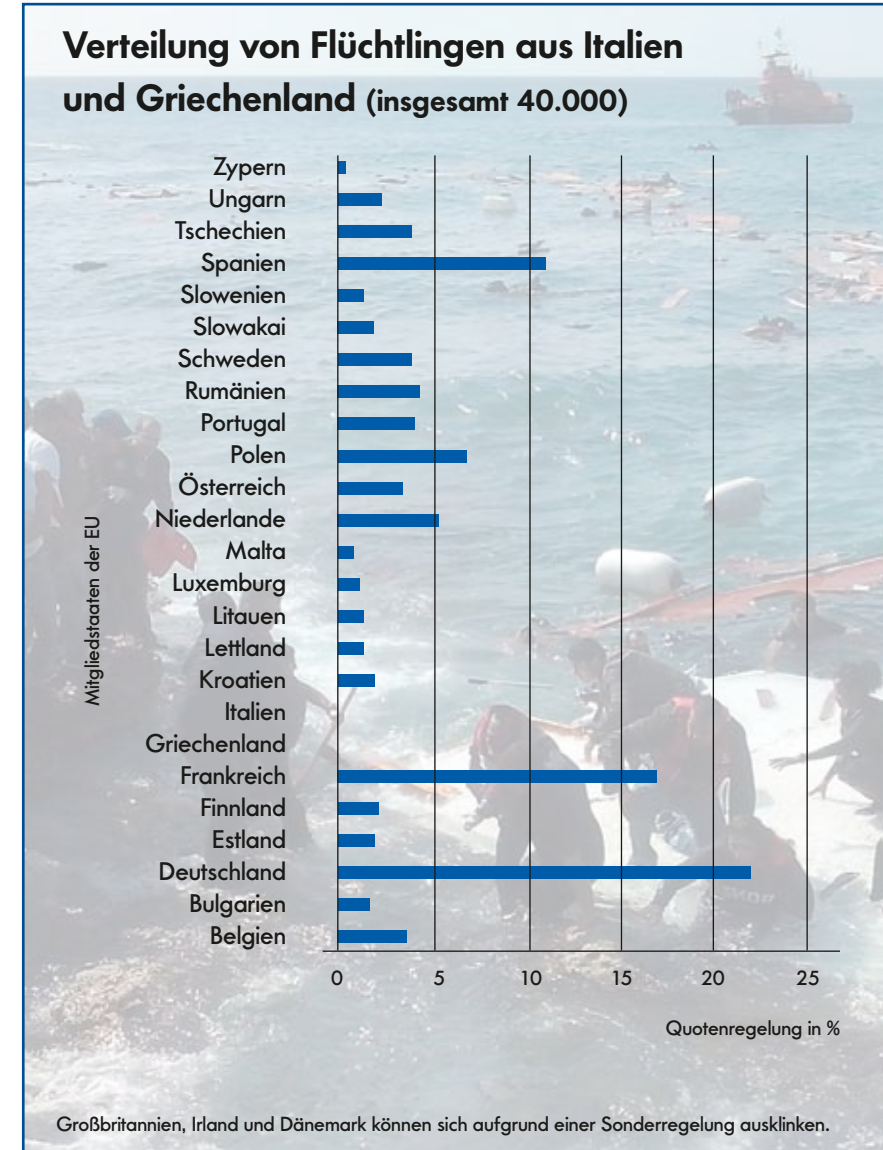 Verteilung von Flüchtlingen aus Italien
und Griechenland (insgesamt 40.000)
Mitgliedstaaten der EU
Zypern
Ungarn
Tschechien
Spanien
Slowenien
Slowakai
Schweden
Rumänien
Portugal
Polen
Österreich
Niederlande
Malta
Luxemburg
Litauen
Lettland
Kroatien
Italien
Griechenland
Frankreich
Finnland
Estland
Deutschland
Bulgarien
Belgien
0 5 10 15 20 25
Quotenregelung in %
Großbritannien, Irland und Dänemark können sich aufgrund einer Sonderregelung ausklinken.